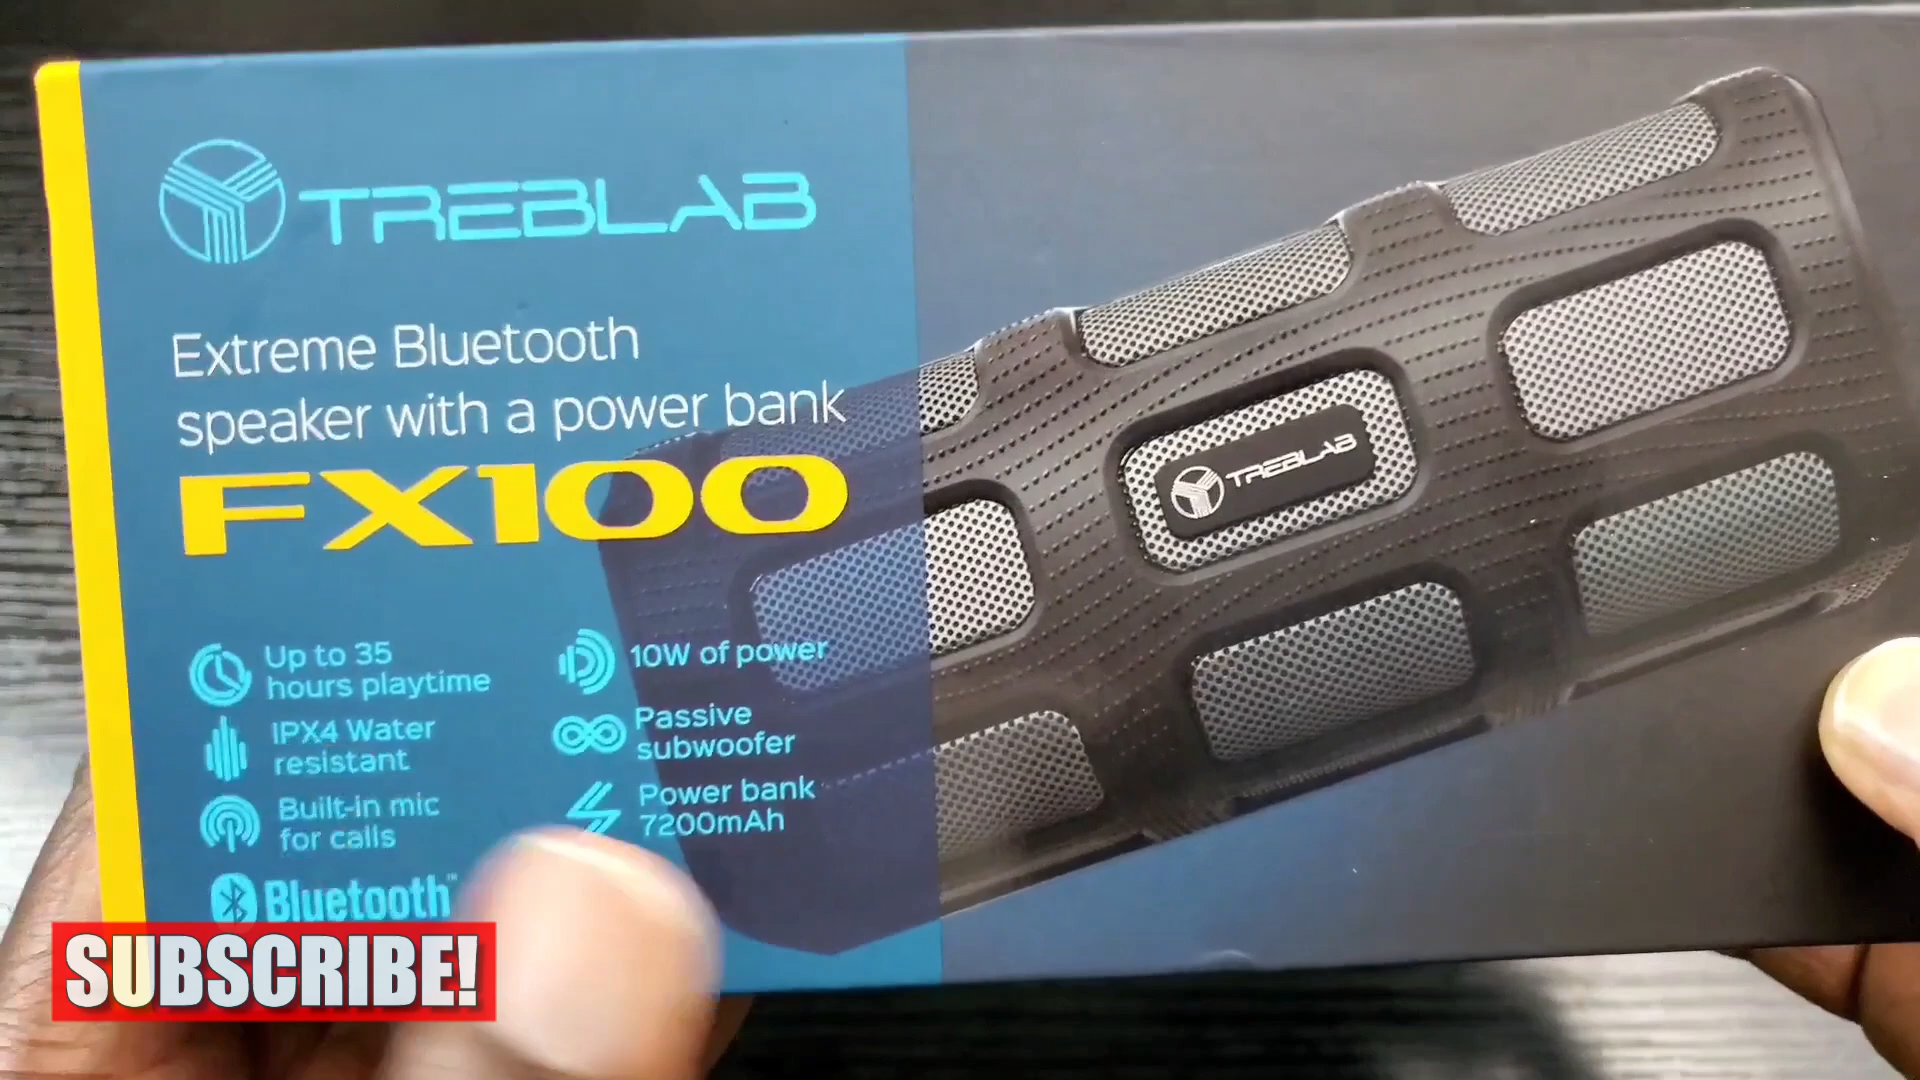 TREBLAB
Extreme Bluetooth
speaker with a power bank
FX100
Up to 35
hours playtime
IPX4 Water
resistant
Built-in mic
for calls
Bluetooth™
10W of power
Passive
subwoofer
Power bank
7200mAh
TREBLAB
SUBSCRIBE!